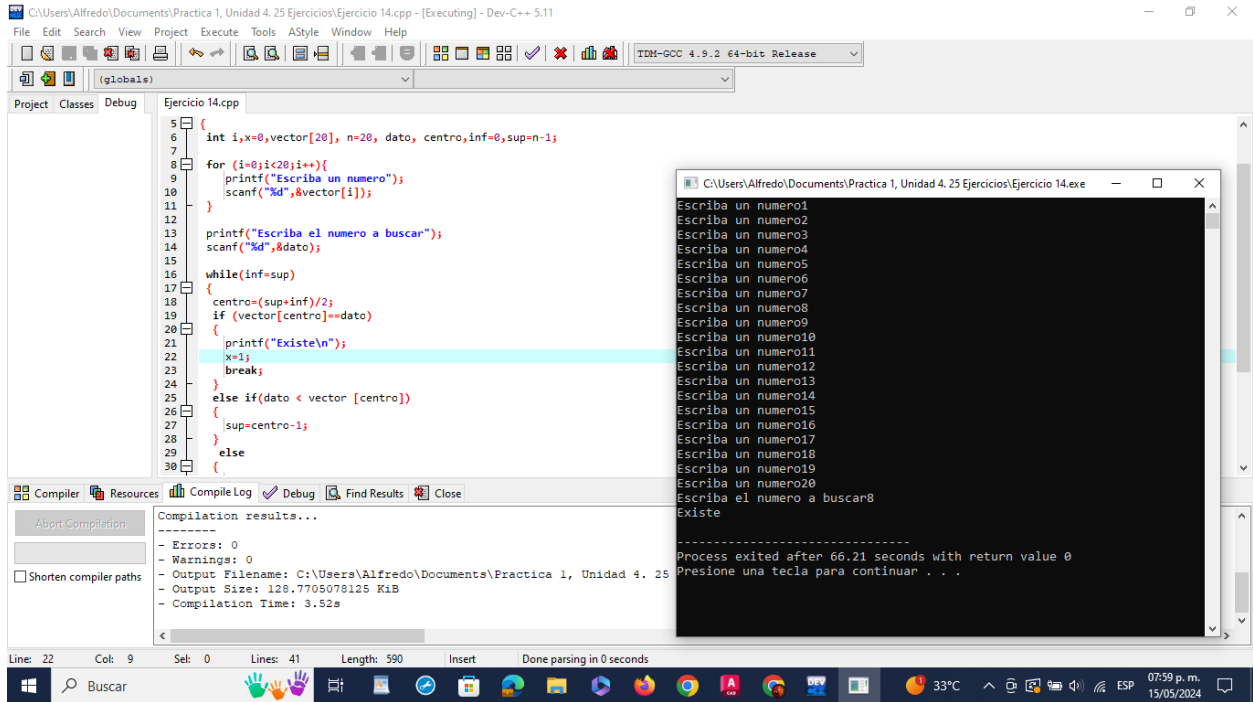 C:\Users\Alfredo\Documents\Practica 1, Unidad 4. 25 Ejercicios\Ejercicio 14.cpp - [Executing] - Dev-C++ 5.11
File Edit Search View Project Execute Tools AStyle Window Help
TDM-GCC 4.9.2 64-bit Release
(globals)
Project Classes Debug Ejercicio 14.cpp
5 {
6 int i,x=0,vector[20], n=20, dato, centro,inf=0,sup=n-1;
7
8 for (i=0;i<20;i++){
9 printf("Escriba un numero");
10 scanf("%d",&vector[i]);
11 }
12
13 printf("Escriba el numero a buscar");
14 scanf("%d",&dato);
15
16 while(inf=sup)
17 {
18 centro=(sup+inf)/2;
19 if (vector[centro]==dato)
20 {
21 printf("Existe\n");
22 x=1;
23 break;
24 }
25 else if(dato < vector [centro])
26 {
27 sup=centro-1;
28 }
29 else
30 {
C:\Users\Alfredo\Documents\Practica 1, Unidad 4. 25 Ejercicios\Ejercicio 14.exe
Escriba un numero1
Escriba un numero2
Escriba un numero3
Escriba un numero4
Escriba un numero5
Escriba un numero6
Escriba un numero7
Escriba un numero8
Escriba un numero9
Escriba un numero10
Escriba un numero11
Escriba un numero12
Escriba un numero13
Escriba un numero14
Escriba un numero15
Escriba un numero16
Escriba un numero17
Escriba un numero18
Escriba un numero19
Escriba un numero20
Escriba el numero a buscar8
Existe
--------------------------------
Process exited after 66.21 seconds with return value 0
Presione una tecla para continuar . . .
Compiler Resources Compile Log Debug Find Results Close
Abort Compilation
Shorten compiler paths
Compilation results...
--------
- Errors: 0
- Warnings: 0
- Output Filename: C:\Users\Alfredo\Documents\Practica 1, Unidad 4. 25
- Output Size: 128.7705078125 KiB
- Compilation Time: 3.52s
Line: 22 Col: 9 Sel: 0 Lines: 41 Length: 590 Insert Done parsing in 0 seconds
Buscar
DEV
33°C
ESP
07:59 p. m.
15/05/2024